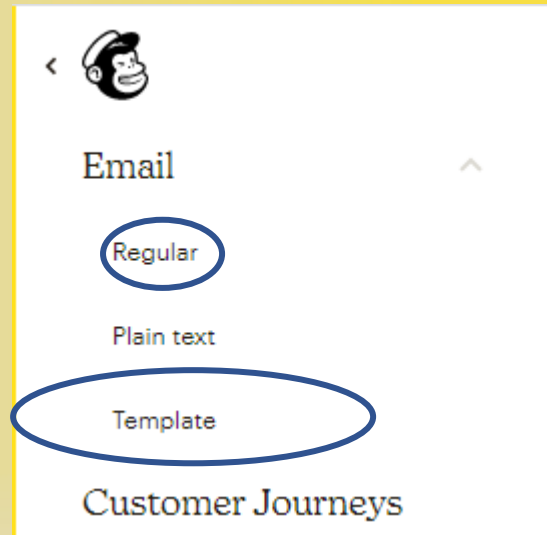 Email
Regular
Plain text
Template
Customer Journeys